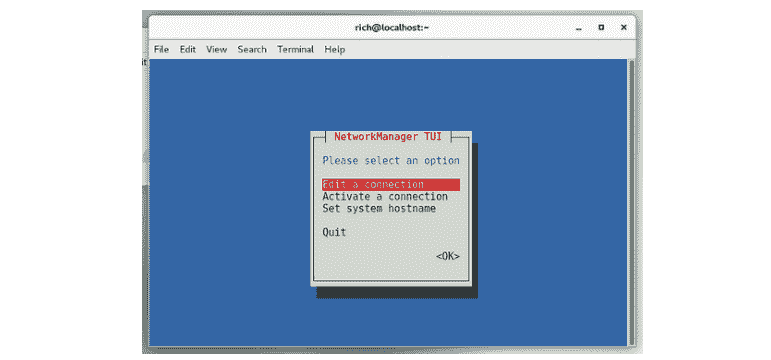 rich@localhost:~
File Edit View Search Terminal Help
it
NetworkManager TUI
Please select an option
Edit a connection
Activate a connection
Set system hostname
Quit
<OK>